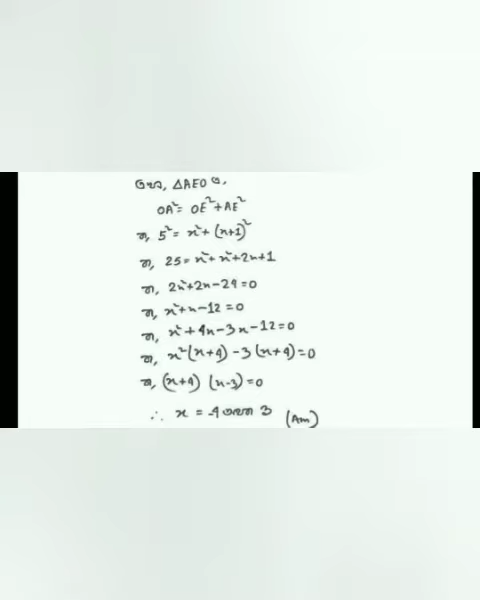 এখন, ΔAEO এ,
OA² = OE² + AE²
বা, 5² = x² + (x+1)²
বা, 25 = x² + x² + 2x + 1
বা, 2x² + 2x - 24 = 0
বা, x² + x - 12 = 0
বা, x² + 4x - 3x - 12 = 0
বা, x²(x+4) - 3(x+4) = 0
বা, (x+4) (x-3) = 0
∴ x = -4 অথবা 3 (Ans)